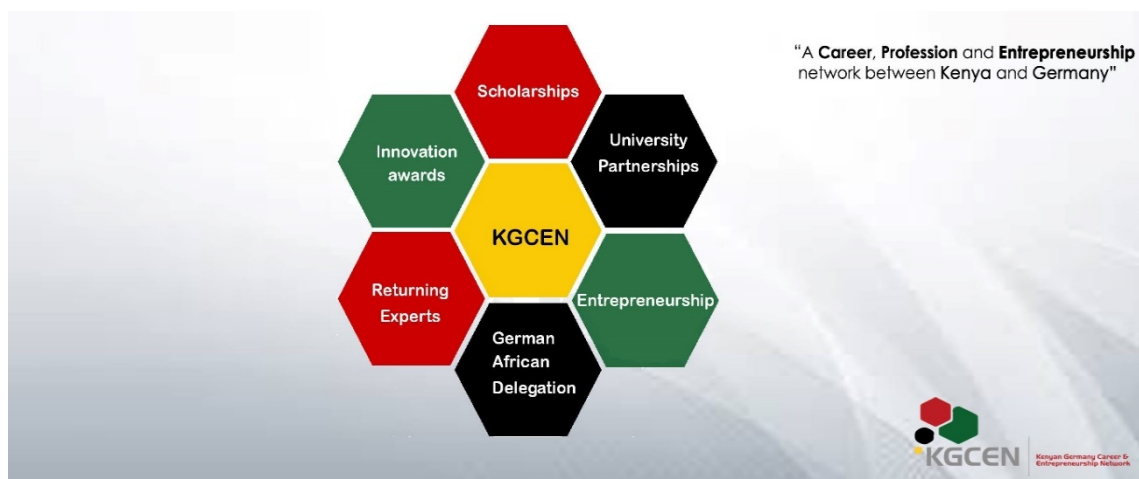 Scholarships
Innovation
awards
University
Partnerships
KGCEN
Returning
Experts
Entrepreneurship
German
African
Delegation
“A Career, Profession and Entrepreneurship
network between Kenya and Germany”
KGCEN
Kenyan Germany Career &
Entrepreneurship Network